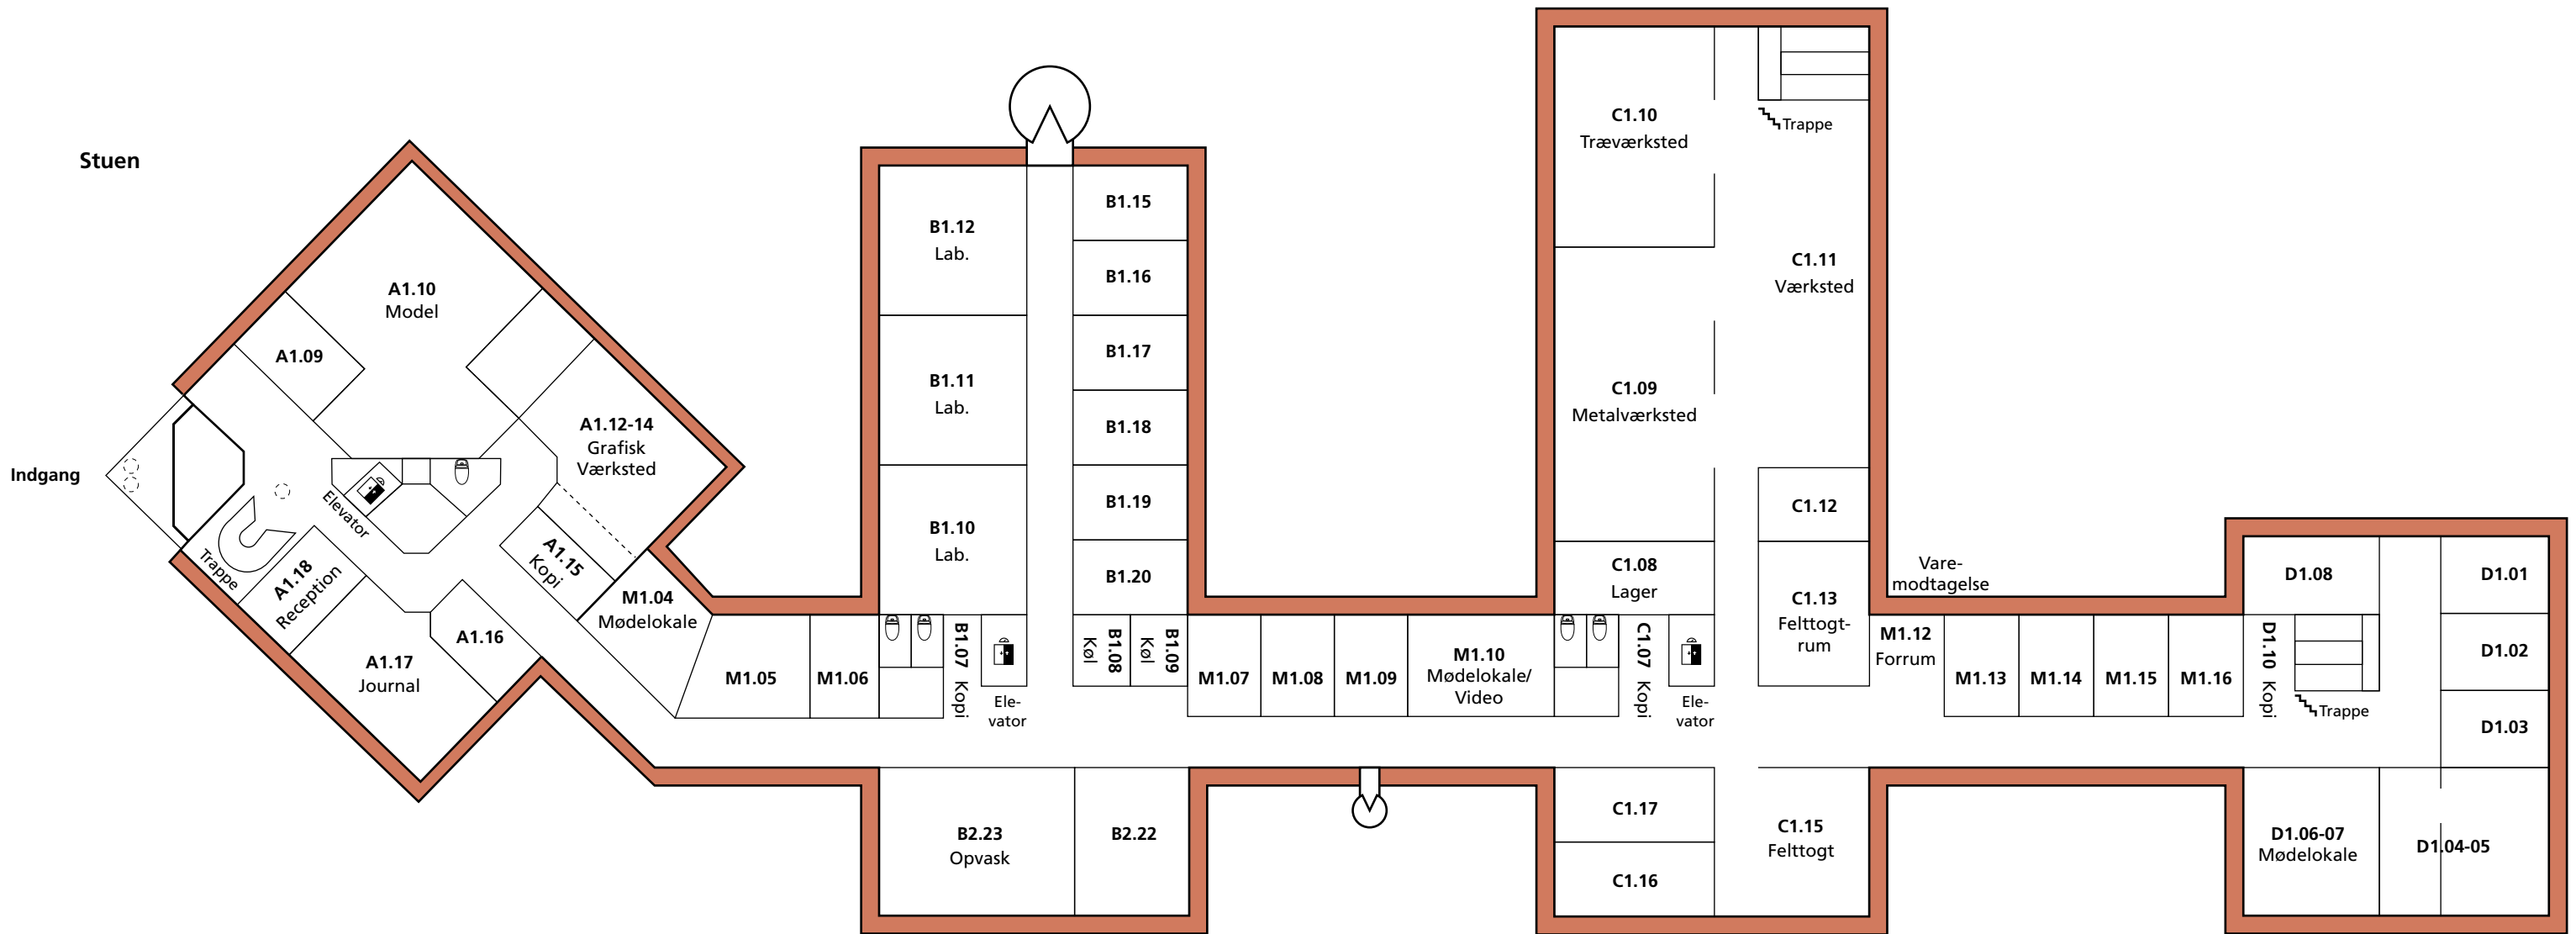 Stuen
Indgang
A1.10
Model
A1.09
A1.12-14
Grafisk
Værksted
Elevator
Trappe
A1.18
Reception
A1.15
Kopi
A1.16
A1.17
Journal
M1.04
Mødelokale
M1.05
M1.06
B1.12
Lab.
B1.11
Lab.
B1.10
Lab.
B1.15
B1.16
B1.17
B1.18
B1.19
B1.20
B1.07 Kopi
Ele-
vator
B1.08
Køl
B1.09
Køl
B2.23
Opvask
B2.22
M1.07
M1.08
M1.09
M1.10
Mødelokale/
Video
C1.10
Træværksted
Trappe
C1.11
Værksted
C1.09
Metalværksted
C1.12
C1.08
Lager
C1.13
Felttogt-
rum
C1.07 Kopi
Ele-
vator
C1.17
C1.16
C1.15
Felttogt
Vare-
modtagelse
M1.12
Forrum
M1.13
M1.14
M1.15
M1.16
D1.08
D1.10 Kopi
Trappe
D1.01
D1.02
D1.03
D1.06-07
Mødelokale
D1.04-05